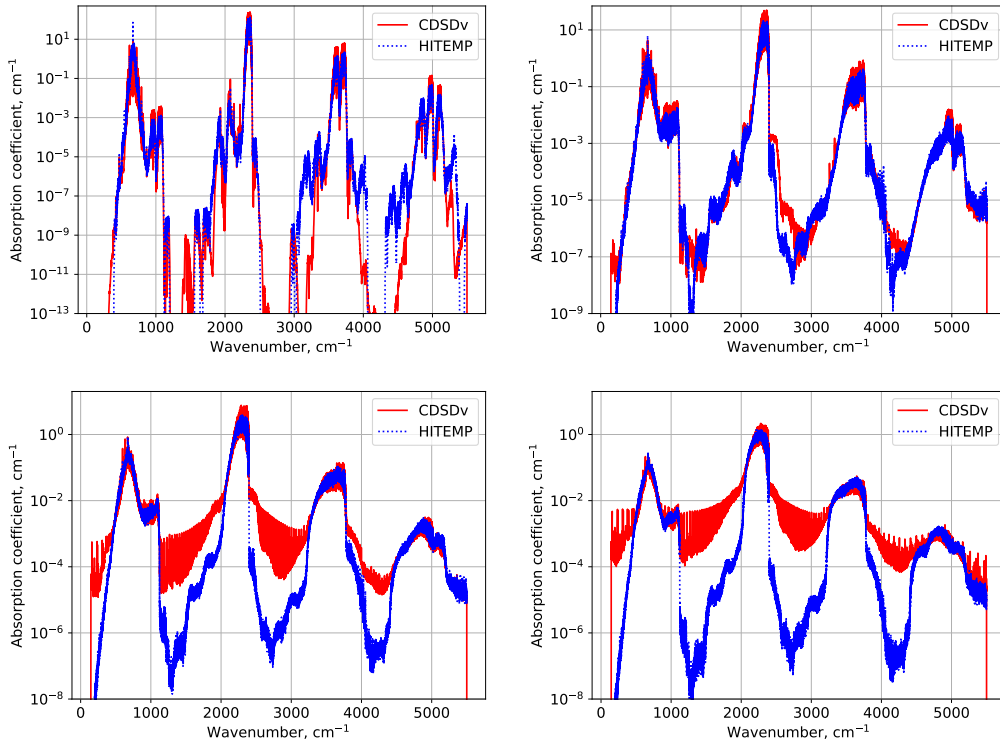 CDSDv
HITEMP
10¹
10⁻¹
10⁻³
10⁻⁵
10⁻⁷
10⁻⁹
10⁻¹¹
10⁻¹³
Absorption coefficient, cm⁻¹
0 1000 2000 3000 4000 5000
Wavenumber, cm⁻¹
CDSDv
HITEMP
10¹
10⁻¹
10⁻³
10⁻⁵
10⁻⁷
10⁻⁹
Absorption coefficient, cm⁻¹
0 1000 2000 3000 4000 5000
Wavenumber, cm⁻¹
CDSDv
HITEMP
10⁰
10⁻²
10⁻⁴
10⁻⁶
10⁻⁸
Absorption coefficient, cm⁻¹
0 1000 2000 3000 4000 5000
Wavenumber, cm⁻¹
CDSDv
HITEMP
10⁰
10⁻²
10⁻⁴
10⁻⁶
10⁻⁸
Absorption coefficient, cm⁻¹
0 1000 2000 3000 4000 5000
Wavenumber, cm⁻¹